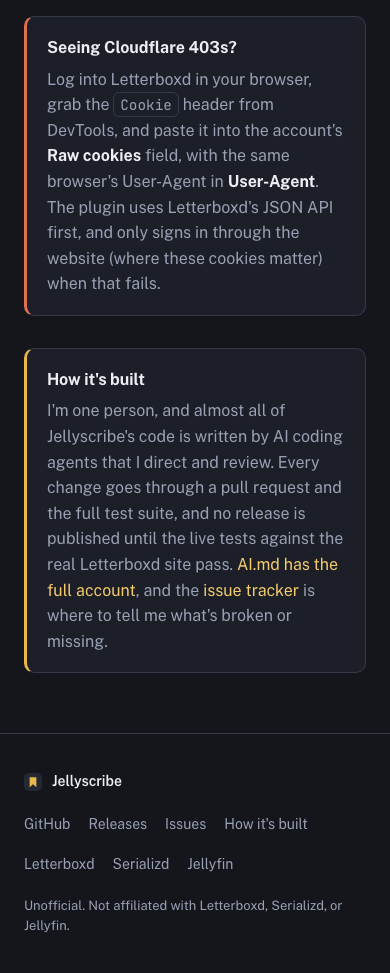 Seeing Cloudflare 403s?
Log into Letterboxd in your browser,
grab the Cookie header from
DevTools, and paste it into the account's
Raw cookies field, with the same
browser's User-Agent in User-Agent.
The plugin uses Letterboxd's JSON API
first, and only signs in through the
website (where these cookies matter)
when that fails.
How it's built
I'm one person, and almost all of
Jellyscribe's code is written by AI coding
agents that I direct and review. Every
change goes through a pull request and
the full test suite, and no release is
published until the live tests against the
real Letterboxd site pass. AI.md has the
full account, and the issue tracker is
where to tell me what's broken or
missing.
Jellyscribe
GitHub Releases Issues How it's built
Letterboxd Serializd Jellyfin
Unofficial. Not affiliated with Letterboxd, Serializd, or
Jellyfin.